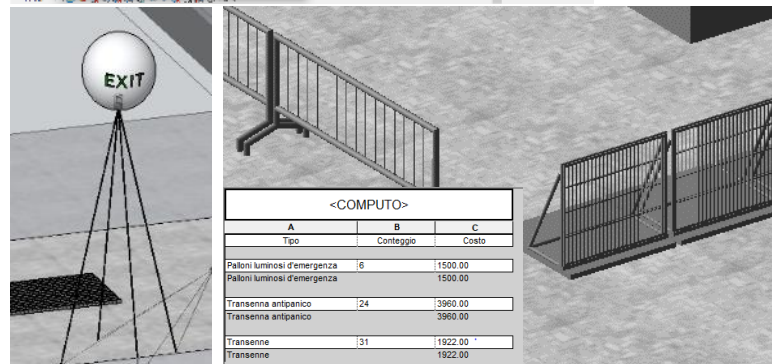 EXIT
<COMPUTO>
A B C
Tipo Conteggio Costo
Palloni luminosi d'emergenza 6 1500.00
Palloni luminosi d'emergenza 1500.00
Transenna antipanico 24 3960.00
Transenna antipanico 3960.00
Transenne 31 1922.00
Transenne 1922.00